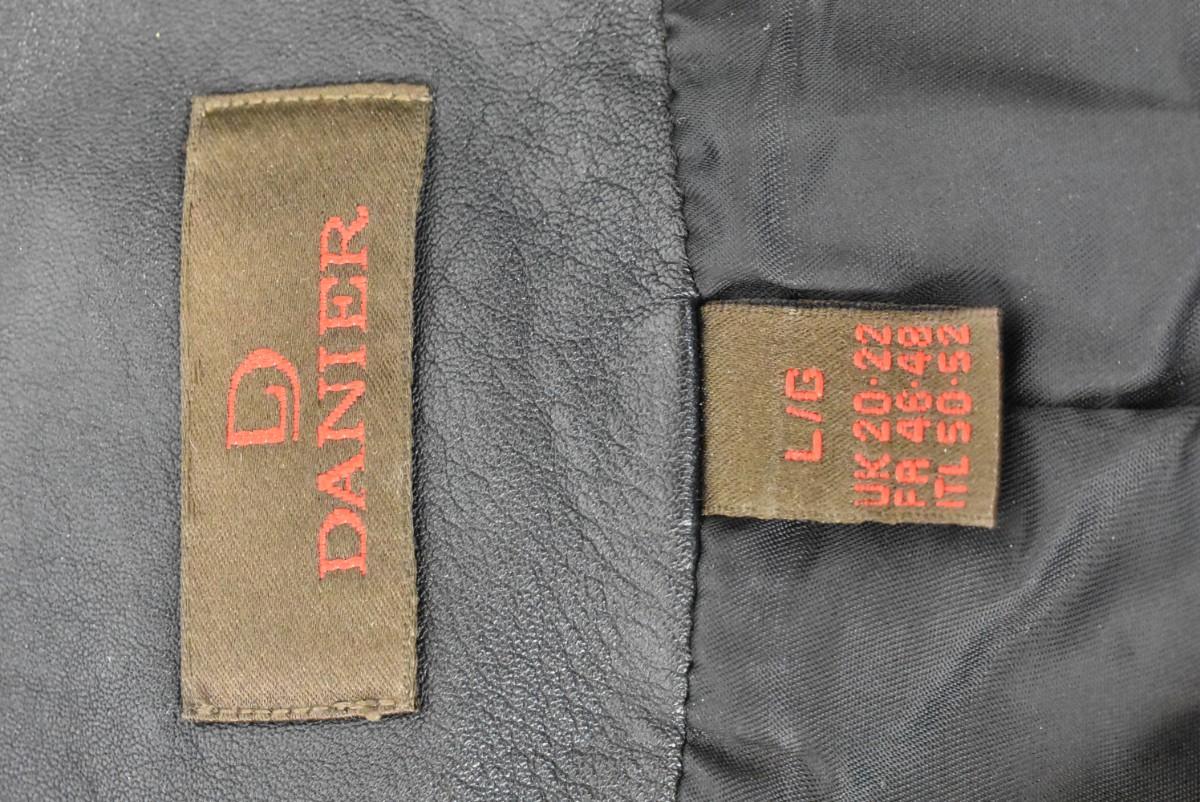 D
DANIER
L/G
UK 20-22
FR 46-48
ITL 50-52